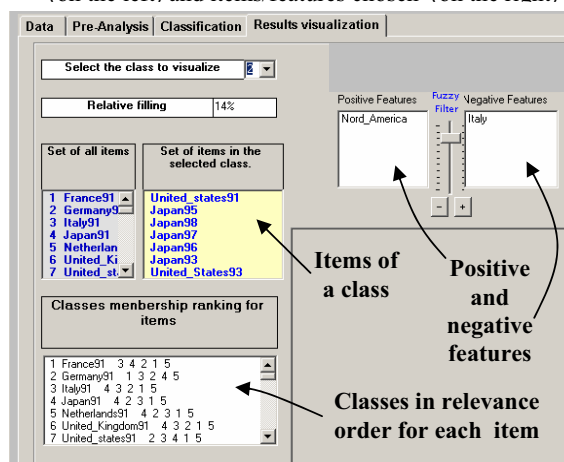 (on the left) and items/features chosen (on the right)
Data Pre-Analysis Classification Results visualization
Select the class to visualize 2
Relative filling 14%
Set of all items
1 France91
2 Germany9
3 Italy91
4 Japan91
5 Netherlan
6 United_Ki
7 United_st
Set of items in the
selected class.
United_states91
Japan95
Japan98
Japan97
Japan96
Japan93
United_States93
Positive Features
Nord_America
Fuzzy
Filter
Negative Features
Italy
- +
Items of
a class
Positive
and
negative
features
Classes menbership ranking for
items
1 France91 3 4 2 1 5
2 Germany91 1 3 2 4 5
3 Italy91 4 3 2 1 5
4 Japan91 4 2 3 1 5
5 Netherlands91 4 2 3 1 5
6 United_Kingdom91 4 3 2 1 5
7 United_states91 2 3 4 1 5
Classes in relevance
order for each item